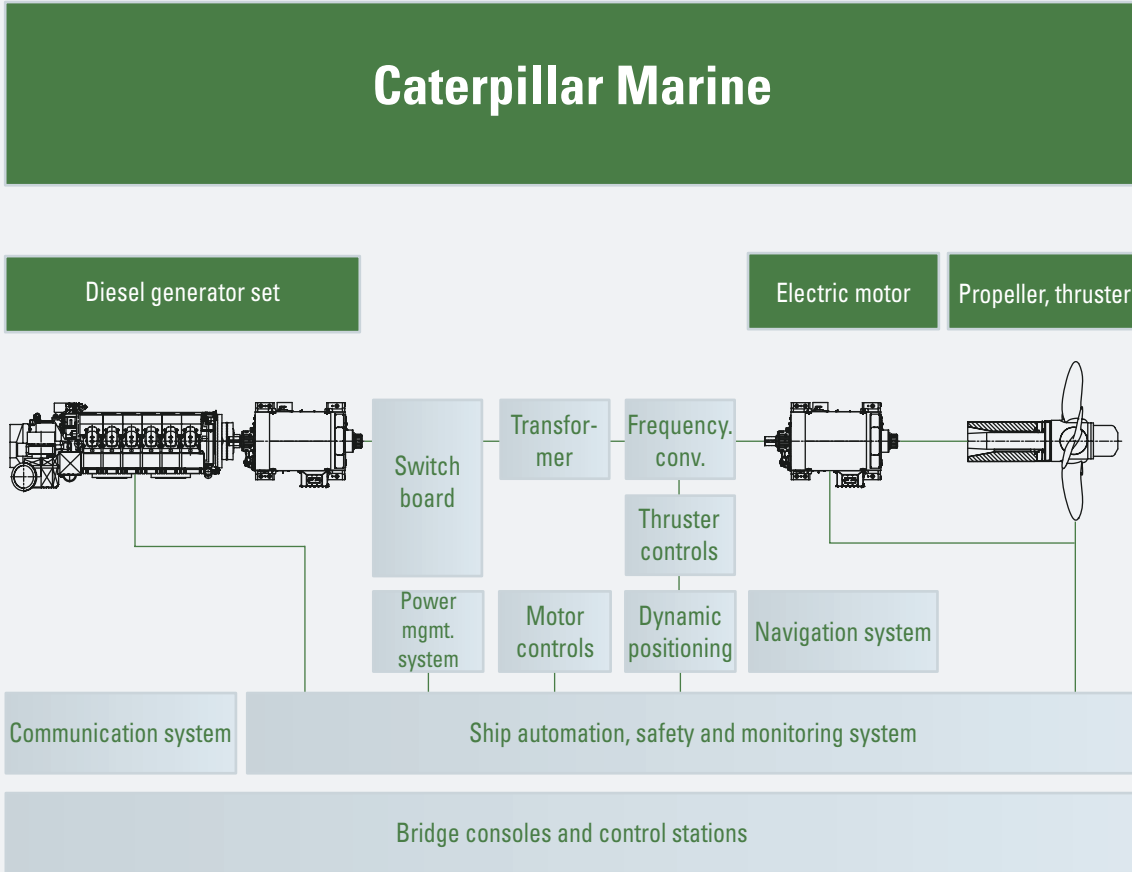 Caterpillar Marine
Diesel generator set
Electric motor
Propeller, thruster
Switch
board
Transfor-
mer
Frequency.
conv.
Thruster
controls
Power
mgmt.
system
Motor
controls
Dynamic
positioning
Navigation system
Communication system
Ship automation, safety and monitoring system
Bridge consoles and control stations